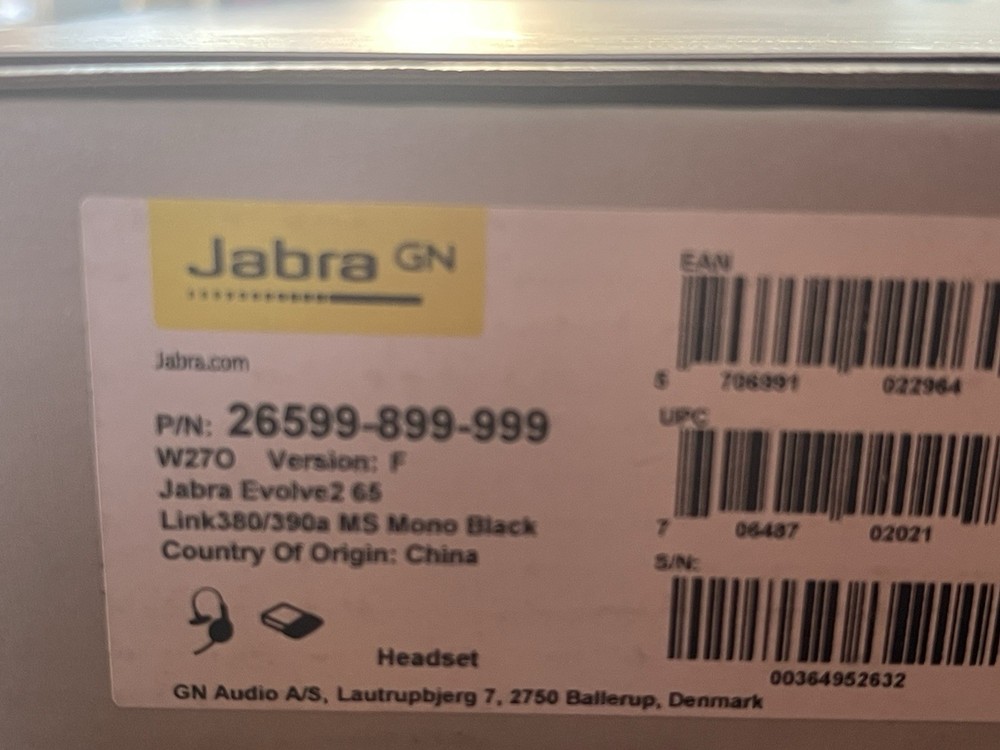 Jabra GN
Jabra.com
P/N: 26599-899-999
W27O Version: F
Jabra Evolve2 65
Link380/390a MS Mono Black
Country Of Origin: China
Headset
GN Audio A/S, Lautrupbjerg 7, 2750 Ballerup, Denmark
EAN
5 706991 022964
UPC
7 06487 02021
S/N:
00364952632